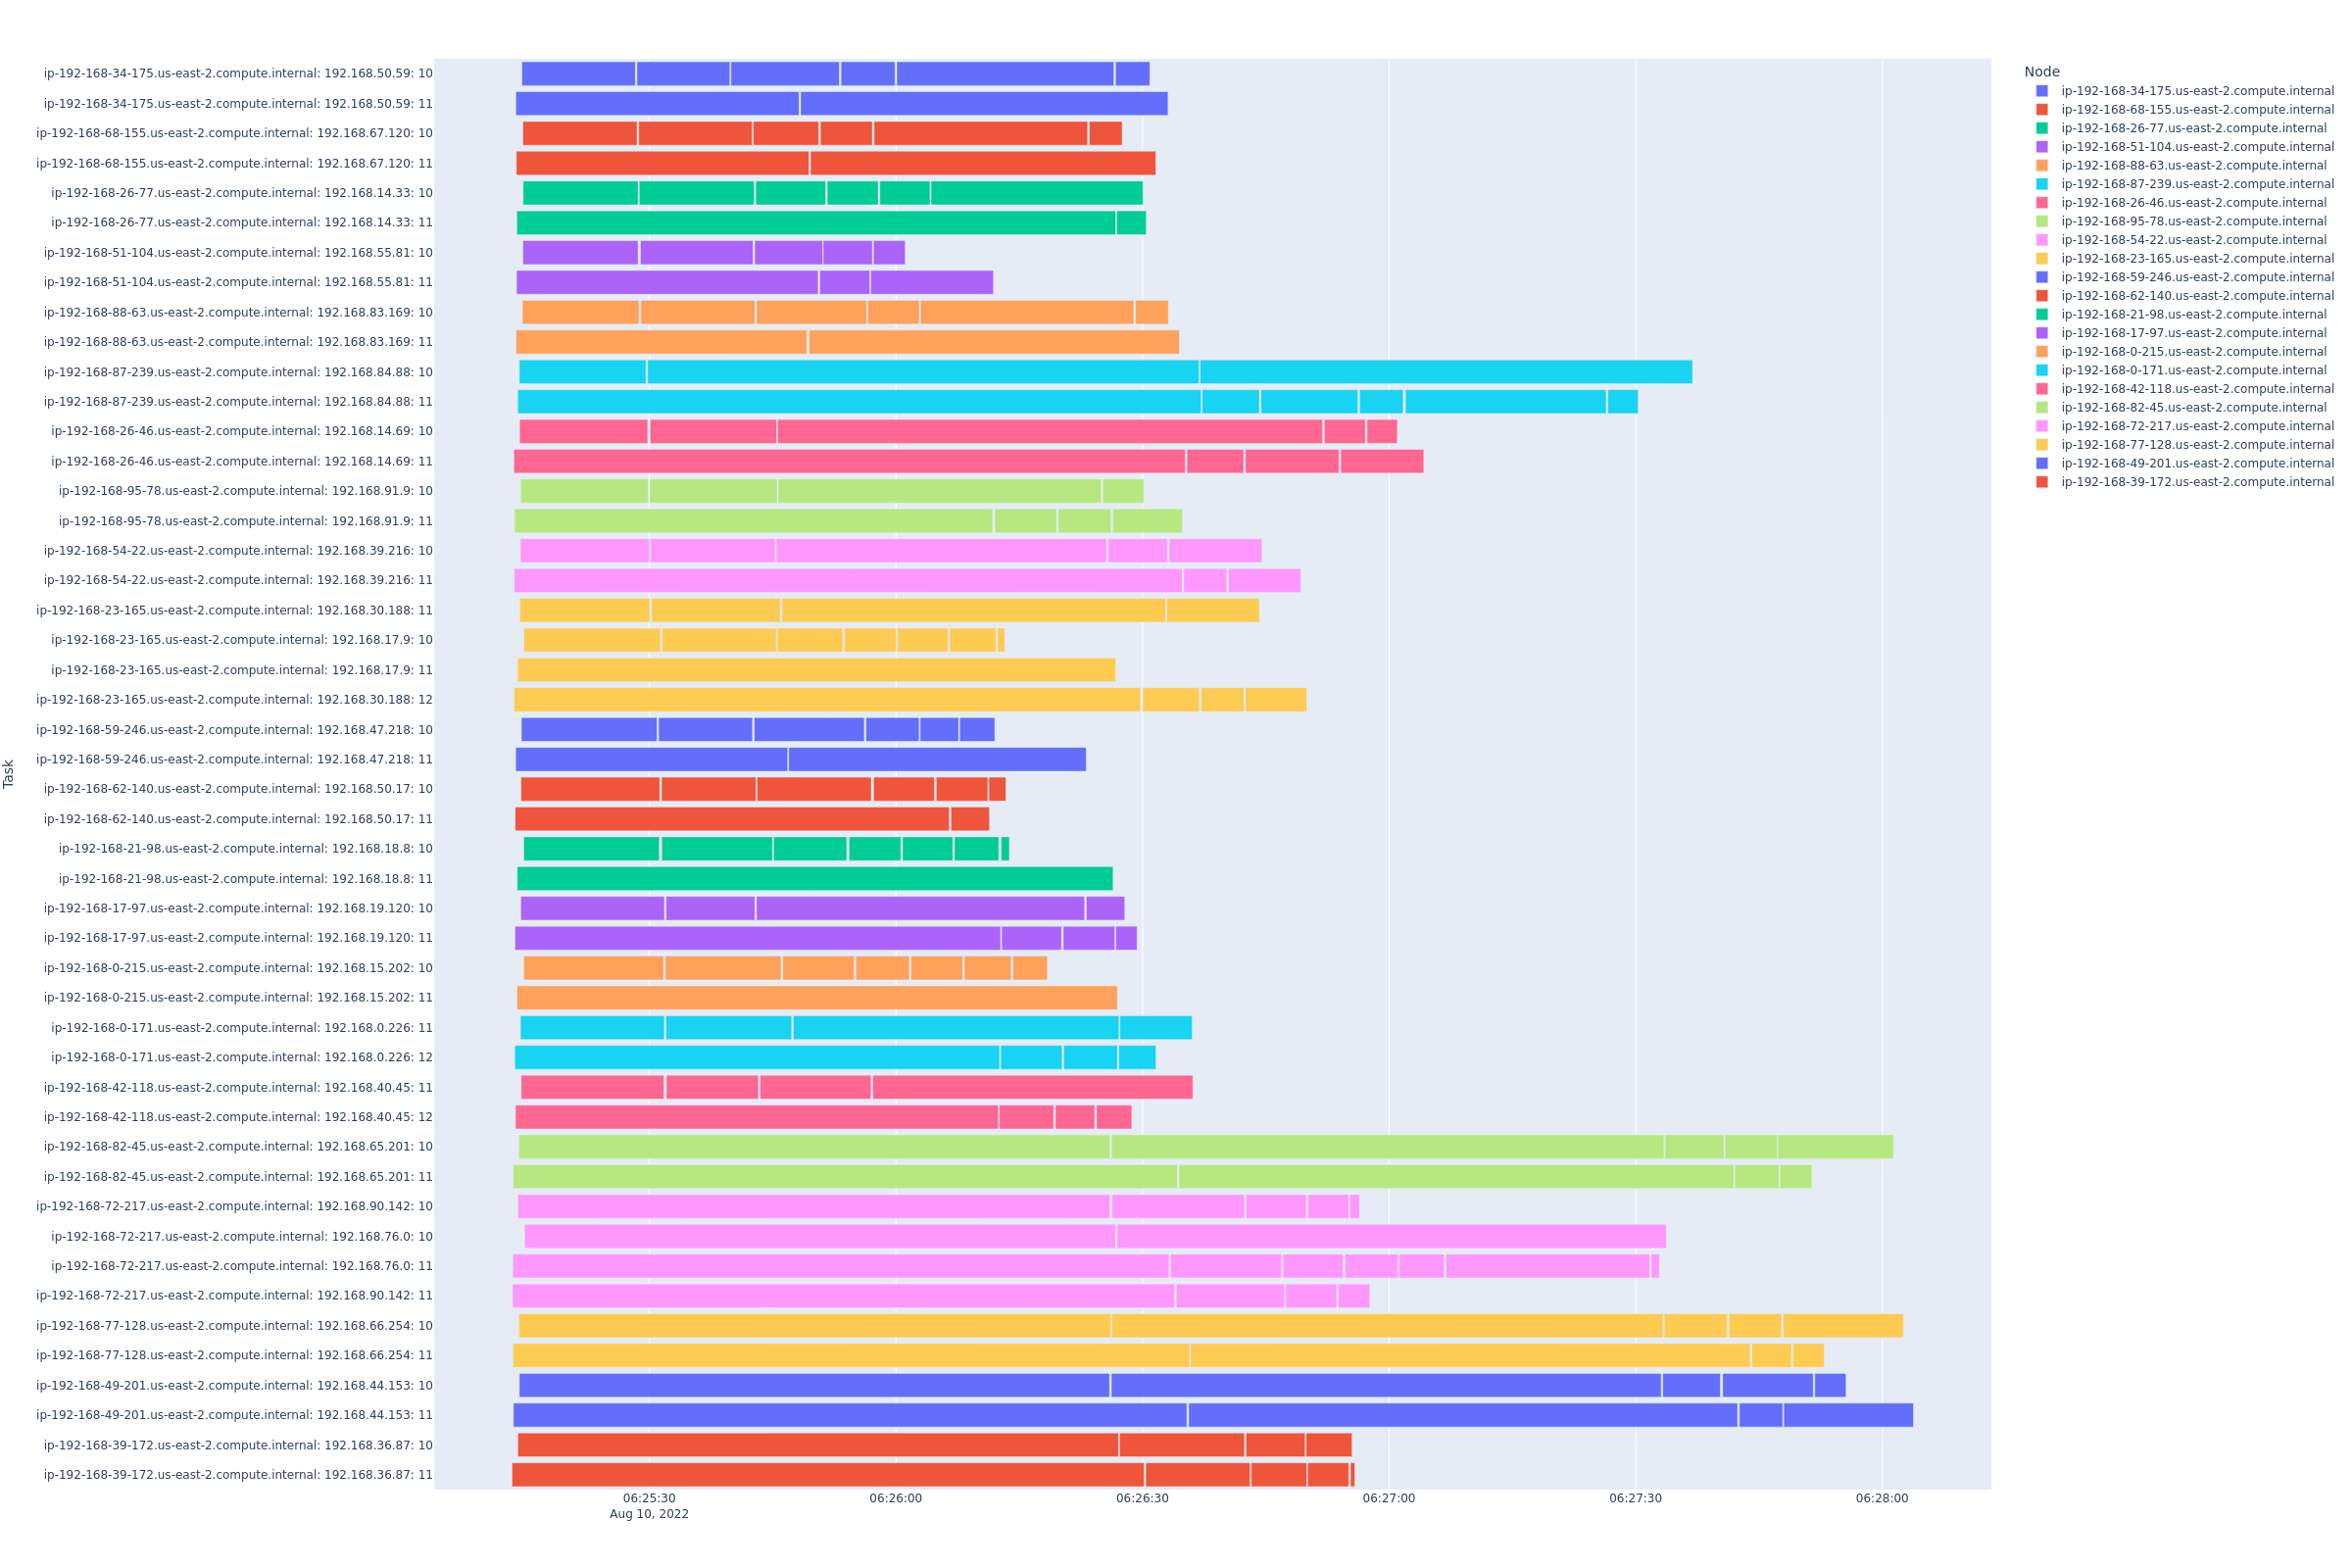 ip-192-168-34-175.us-east-2.compute.internal: 192.168.50.59: 10
ip-192-168-34-175.us-east-2.compute.internal: 192.168.50.59: 11
ip-192-168-68-155.us-east-2.compute.internal: 192.168.67.120: 10
ip-192-168-68-155.us-east-2.compute.internal: 192.168.67.120: 11
ip-192-168-26-77.us-east-2.compute.internal: 192.168.14.33: 10
ip-192-168-26-77.us-east-2.compute.internal: 192.168.14.33: 11
ip-192-168-51-104.us-east-2.compute.internal: 192.168.55.81: 10
ip-192-168-51-104.us-east-2.compute.internal: 192.168.55.81: 11
ip-192-168-88-63.us-east-2.compute.internal: 192.168.83.169: 10
ip-192-168-88-63.us-east-2.compute.internal: 192.168.83.169: 11
ip-192-168-87-239.us-east-2.compute.internal: 192.168.84.88: 10
ip-192-168-87-239.us-east-2.compute.internal: 192.168.84.88: 11
ip-192-168-26-46.us-east-2.compute.internal: 192.168.14.69: 10
ip-192-168-26-46.us-east-2.compute.internal: 192.168.14.69: 11
ip-192-168-95-78.us-east-2.compute.internal: 192.168.91.9: 10
ip-192-168-95-78.us-east-2.compute.internal: 192.168.91.9: 11
ip-192-168-54-22.us-east-2.compute.internal: 192.168.39.216: 10
ip-192-168-54-22.us-east-2.compute.internal: 192.168.39.216: 11
ip-192-168-23-165.us-east-2.compute.internal: 192.168.30.188: 11
ip-192-168-23-165.us-east-2.compute.internal: 192.168.17.9: 10
ip-192-168-23-165.us-east-2.compute.internal: 192.168.17.9: 11
ip-192-168-23-165.us-east-2.compute.internal: 192.168.30.188: 12
ip-192-168-59-246.us-east-2.compute.internal: 192.168.47.218: 10
ip-192-168-59-246.us-east-2.compute.internal: 192.168.47.218: 11
ip-192-168-62-140.us-east-2.compute.internal: 192.168.50.17: 10
ip-192-168-62-140.us-east-2.compute.internal: 192.168.50.17: 11
ip-192-168-21-98.us-east-2.compute.internal: 192.168.18.8: 10
ip-192-168-21-98.us-east-2.compute.internal: 192.168.18.8: 11
ip-192-168-17-97.us-east-2.compute.internal: 192.168.19.120: 10
ip-192-168-17-97.us-east-2.compute.internal: 192.168.19.120: 11
ip-192-168-0-215.us-east-2.compute.internal: 192.168.15.202: 10
ip-192-168-0-215.us-east-2.compute.internal: 192.168.15.202: 11
ip-192-168-0-171.us-east-2.compute.internal: 192.168.0.226: 11
ip-192-168-0-171.us-east-2.compute.internal: 192.168.0.226: 12
ip-192-168-42-118.us-east-2.compute.internal: 192.168.40.45: 11
ip-192-168-42-118.us-east-2.compute.internal: 192.168.40.45: 12
ip-192-168-82-45.us-east-2.compute.internal: 192.168.65.201: 10
ip-192-168-82-45.us-east-2.compute.internal: 192.168.65.201: 11
ip-192-168-72-217.us-east-2.compute.internal: 192.168.90.142: 10
ip-192-168-72-217.us-east-2.compute.internal: 192.168.76.0: 10
ip-192-168-72-217.us-east-2.compute.internal: 192.168.76.0: 11
ip-192-168-72-217.us-east-2.compute.internal: 192.168.90.142: 11
ip-192-168-77-128.us-east-2.compute.internal: 192.168.66.254: 10
ip-192-168-77-128.us-east-2.compute.internal: 192.168.66.254: 11
ip-192-168-49-201.us-east-2.compute.internal: 192.168.44.153: 10
ip-192-168-49-201.us-east-2.compute.internal: 192.168.44.153: 11
ip-192-168-39-172.us-east-2.compute.internal: 192.168.36.87: 10
ip-192-168-39-172.us-east-2.compute.internal: 192.168.36.87: 11
Task
06:25:30 06:26:00 06:26:30 06:27:00 06:27:30 06:28:00
Aug 10, 2022
Node
ip-192-168-34-175.us-east-2.compute.internal
ip-192-168-68-155.us-east-2.compute.internal
ip-192-168-26-77.us-east-2.compute.internal
ip-192-168-51-104.us-east-2.compute.internal
ip-192-168-88-63.us-east-2.compute.internal
ip-192-168-87-239.us-east-2.compute.internal
ip-192-168-26-46.us-east-2.compute.internal
ip-192-168-95-78.us-east-2.compute.internal
ip-192-168-54-22.us-east-2.compute.internal
ip-192-168-23-165.us-east-2.compute.internal
ip-192-168-59-246.us-east-2.compute.internal
ip-192-168-62-140.us-east-2.compute.internal
ip-192-168-21-98.us-east-2.compute.internal
ip-192-168-17-97.us-east-2.compute.internal
ip-192-168-0-215.us-east-2.compute.internal
ip-192-168-0-171.us-east-2.compute.internal
ip-192-168-42-118.us-east-2.compute.internal
ip-192-168-82-45.us-east-2.compute.internal
ip-192-168-72-217.us-east-2.compute.internal
ip-192-168-77-128.us-east-2.compute.internal
ip-192-168-49-201.us-east-2.compute.internal
ip-192-168-39-172.us-east-2.compute.internal